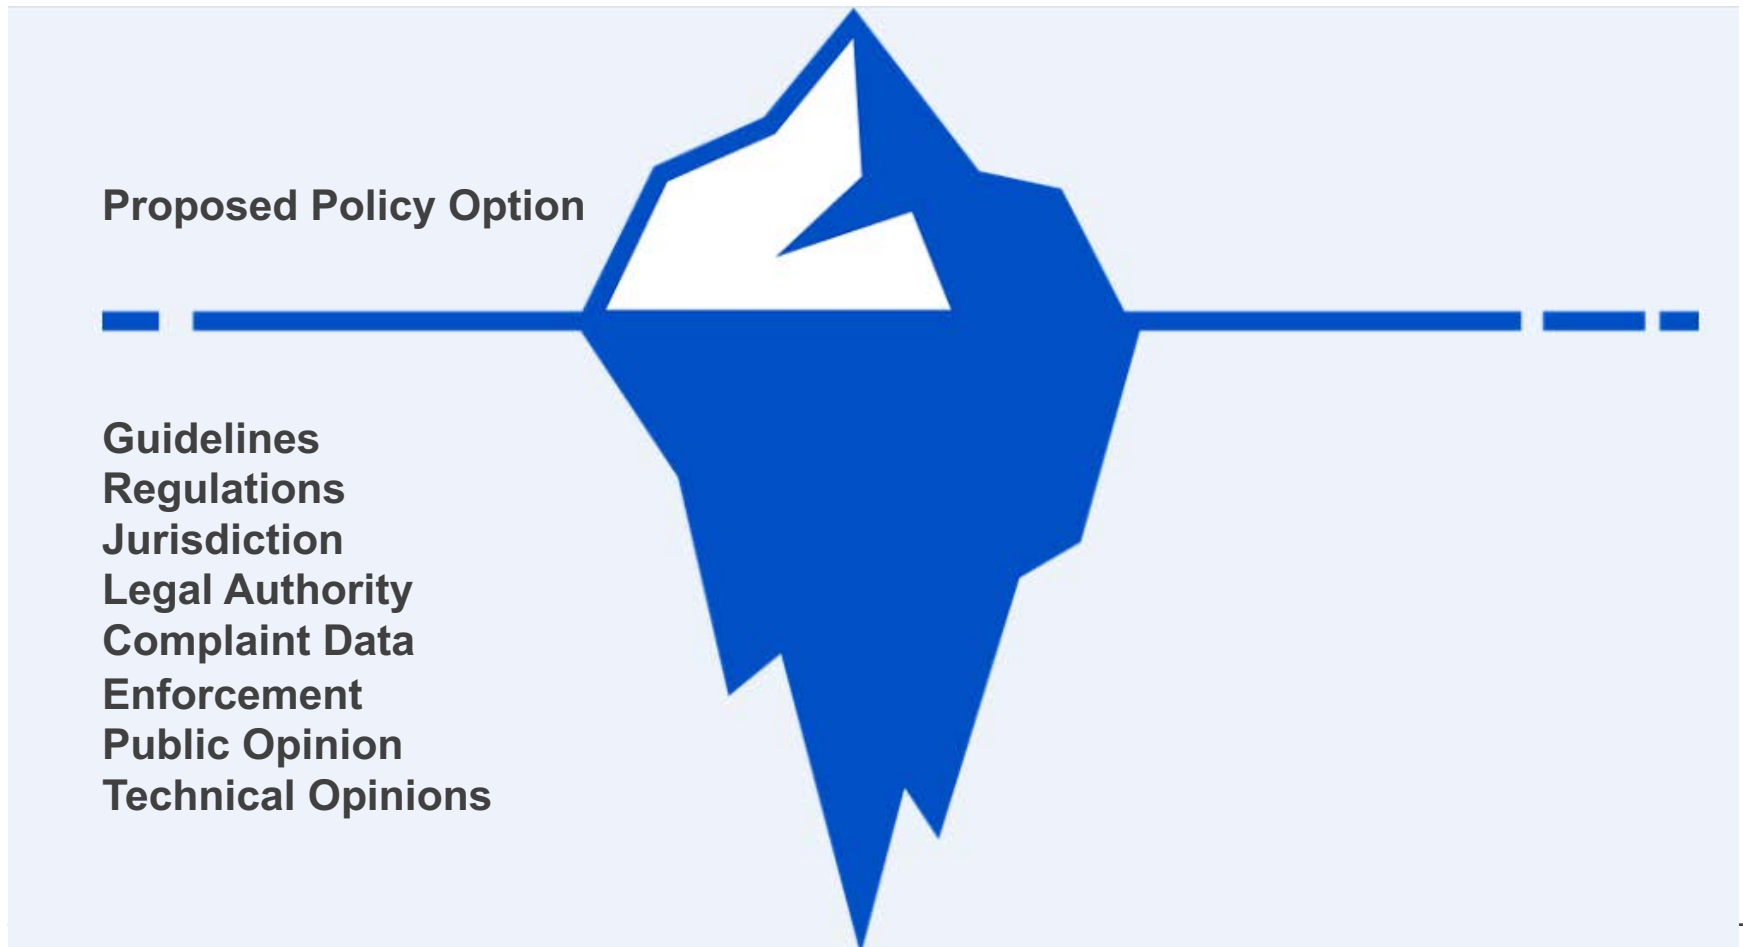 Proposed Policy Option
Guidelines
Regulations
Jurisdiction
Legal Authority
Complaint Data
Enforcement
Public Opinion
Technical Opinions